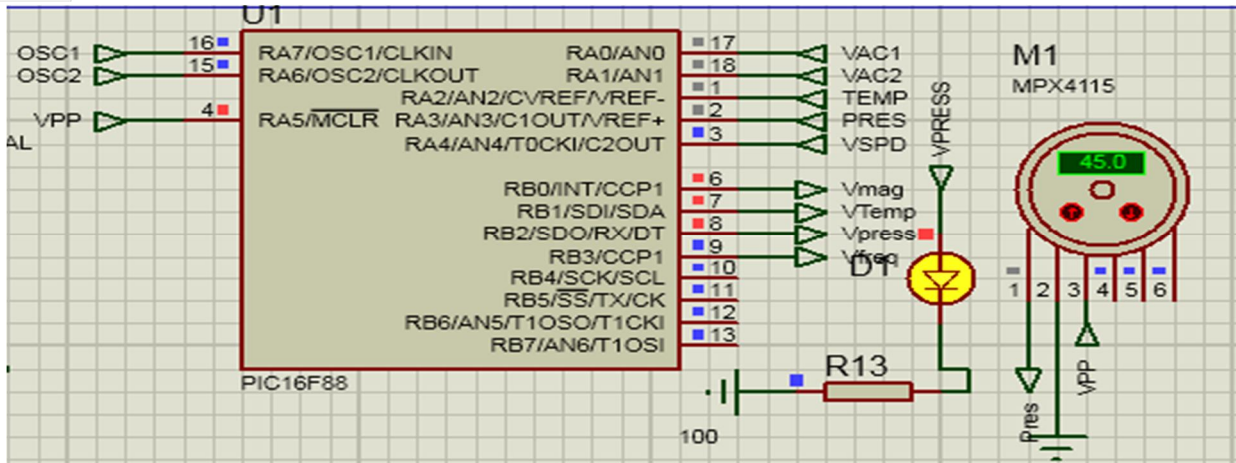 U1
OSC1
OSC2
VPP
AL
16
15
4
RA7/OSC1/CLKIN
RA6/OSC2/CLKOUT
RA5/MCLR
RA0/AN0
RA1/AN1
RA2/AN2/CVREF/VREF-
RA3/AN3/C1OUT/VREF+
RA4/AN4/T0CKI/C2OUT
RB0/INT/CCP1
RB1/SDI/SDA
RB2/SDO/RX/DT
RB3/CCP1
RB4/SCK/SCL
RB5/SS/TX/CK
RB6/AN5/T1OSO/T1CKI
RB7/AN6/T1OSI
17
18
1
2
3
6
7
8
9
10
11
12
13
VAC1
VAC2
TEMP
PRES
VSPD
Vmag
VTemp
Vpress
Vfreq
PIC16F88
VPRESS
D1
R13
100
M1
MPX4115
45.0
1
2
3
4
5
6
Pres
VPP